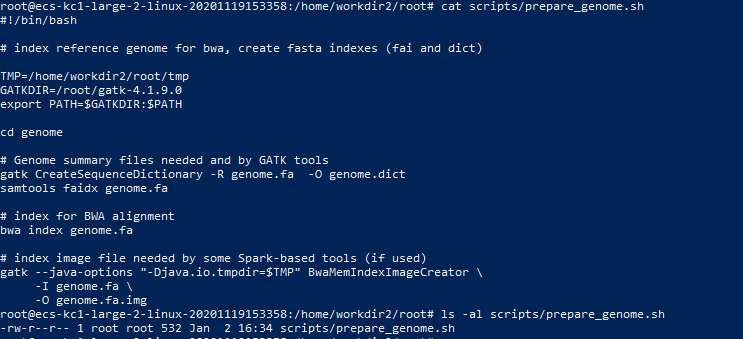 root@ecs-kc1-large-2-linux-20201119153358:/home/workdir2/root# cat scripts/prepare_genome.sh
#!/bin/bash
# index reference genome for bwa, create fasta indexes (fai and dict)
TMP=/home/workdir2/root/tmp
GATKDIR=/root/gatk-4.1.9.0
export PATH=$GATKDIR:$PATH
cd genome
# Genome summary files needed and by GATK tools
gatk CreateSequenceDictionary -R genome.fa  -O genome.dict
samtools faidx genome.fa
# index for BWA alignment
bwa index genome.fa
# index image file needed by some Spark-based tools (if used)
gatk --java-options "-Djava.io.tmpdir=$TMP" BwaMemIndexImageCreator \
     -I genome.fa \
     -O genome.fa.img
root@ecs-kc1-large-2-linux-20201119153358:/home/workdir2/root# ls -al scripts/prepare_genome.sh
-rw-r--r-- 1 root root 532 Jan  2 16:34 scripts/prepare_genome.sh